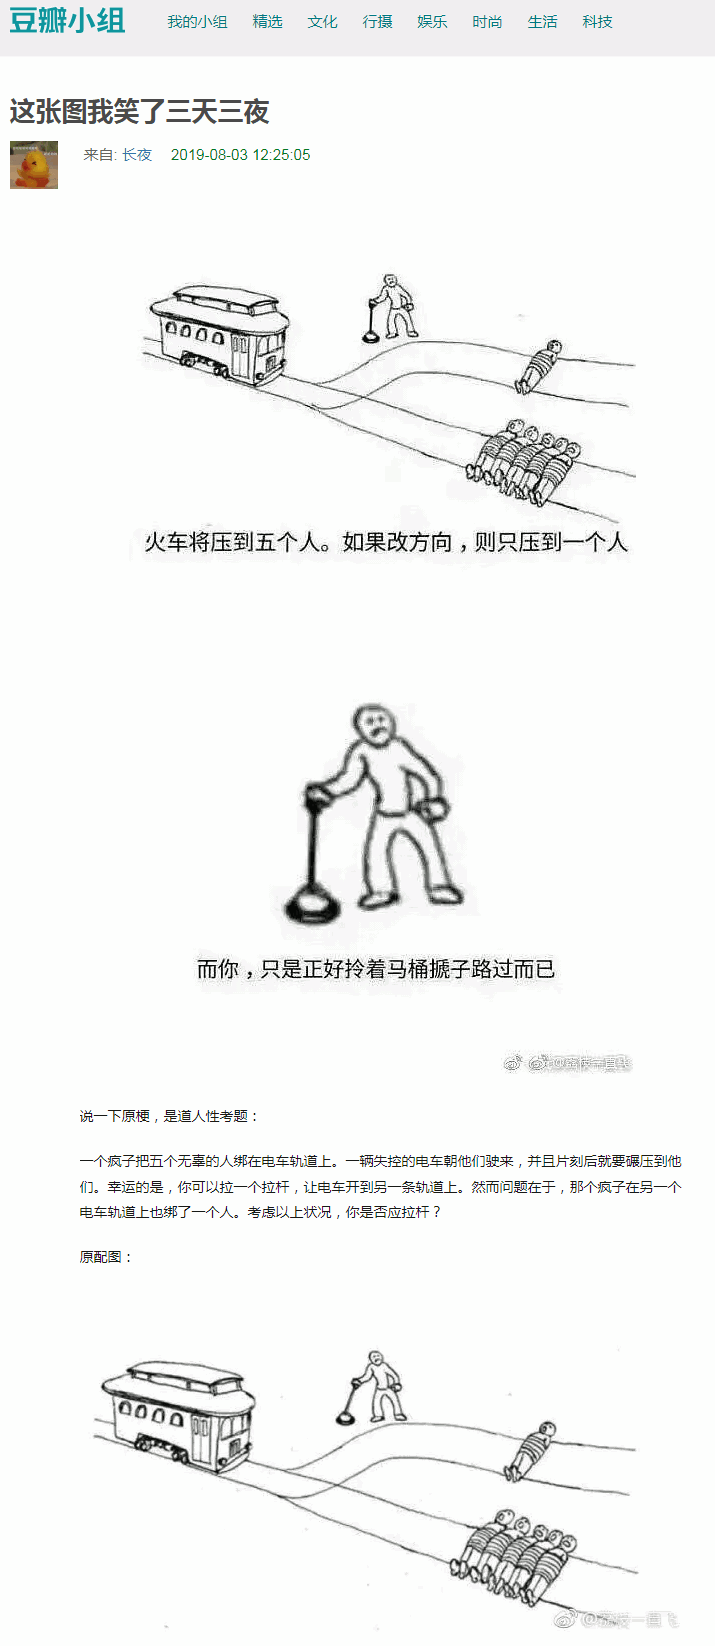 豆瓣小组
我的小组 精选 文化 行摄 娱乐 时尚 生活 科技
这张图我笑了三天三夜
来自: 长夜 2019-08-03 12:25:05
火车将压到五个人。如果改方向，则只压到一个人
而你，只是正好拎着马桶搋子路过而已
说一下原梗，是道人性考题：
一个疯子把五个无辜的人绑在电车轨道上。一辆失控的电车朝他们驶来，并且片刻后就要碾压到他
们。幸运的是，你可以拉一个拉杆，让电车开到另一条轨道上。然而问题在于，那个疯子在另一个
电车轨道上也绑了一个人。考虑以上状况，你是否应拉杆？
原配图：